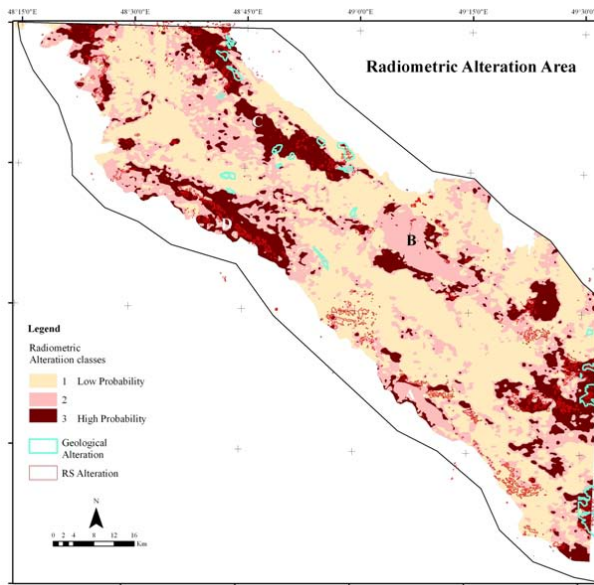 48°15'0"E 48°30'0"E 48°45'0"E 49°0'0"E 49°15'0"E 49°30'0"E
Radiometric Alteration Area
C
D
B
Legend
Radiometric
Alteratiion classes
1 Low Probability
2
3 High Probability
Geological
Alteration
RS Alteration
N
0 2 4 8 12 16
Km